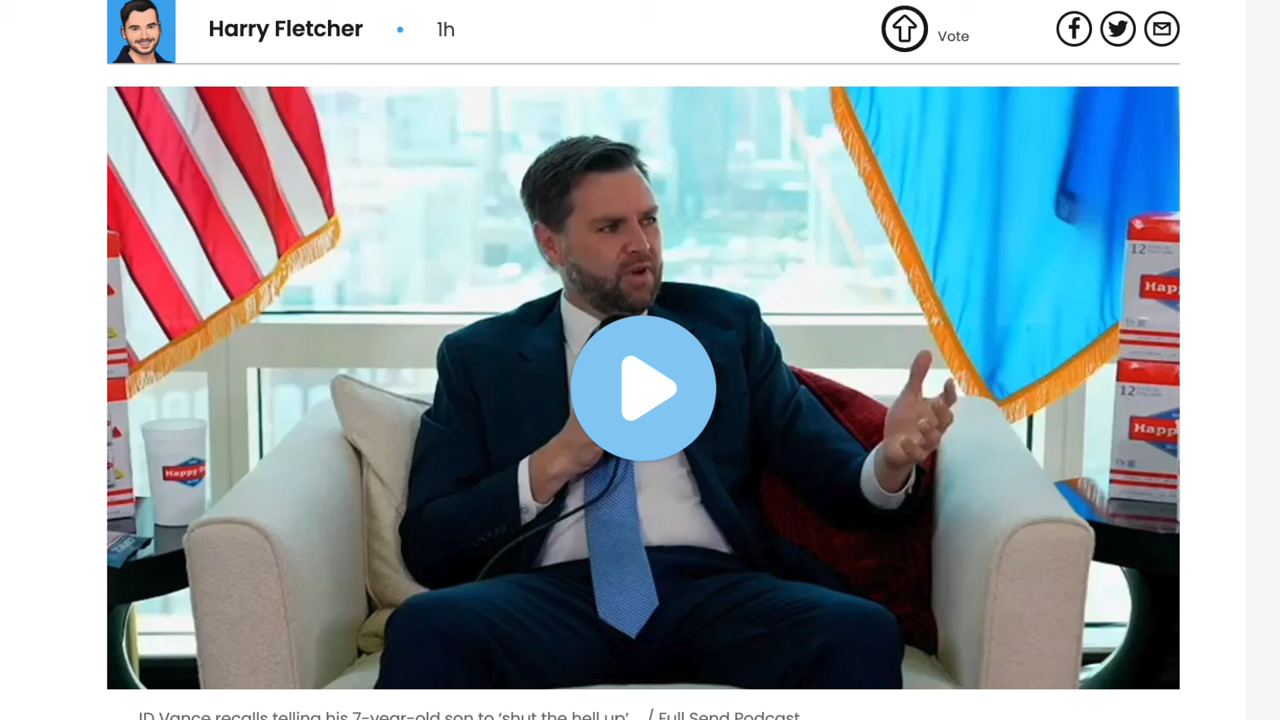 Harry Fletcher • 1h
Vote
12
Happ
12
Happy D
Happ
JD Vance recalls telling his 7-year-old son to ‘shut the hell up’... / Full Send Podcast